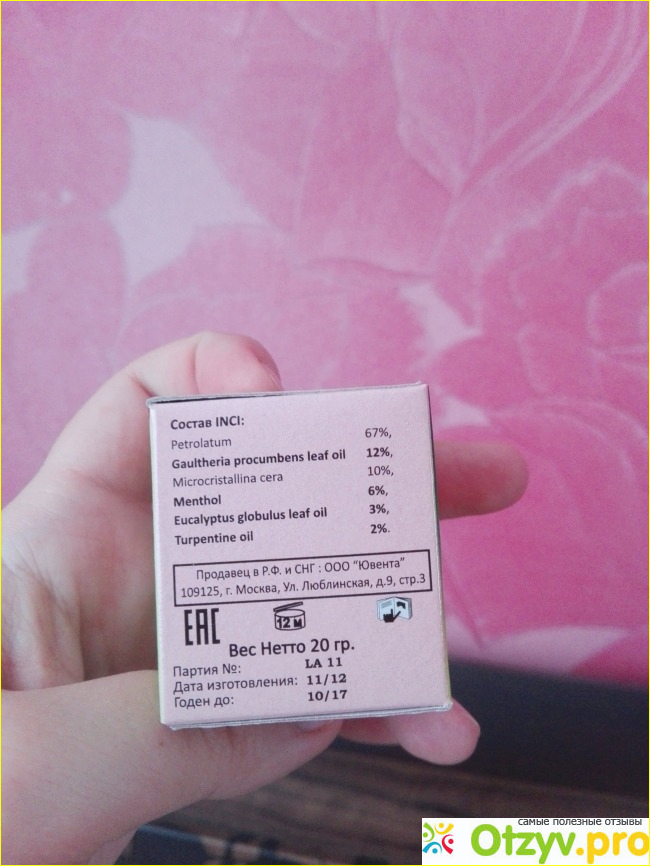 Состав INCI:
Petrolatum 67%,
Gaultheria procumbens leaf oil 12%,
Microcristallina cera 10%,
Menthol 6%,
Eucalyptus globulus leaf oil 3%,
Turpentine oil 2%.
Продавец в Р.Ф. и СНГ : ООО "Ювента"
109125, г. Москва, Ул. Люблинская, д.9, стр.3
EAC
12 M
Вес Нетто 20 гр.
Партия №: LA 11
Дата изготовления: 11/12
Годен до: 10/17
самые полезные отзывы
Otzyv.pro